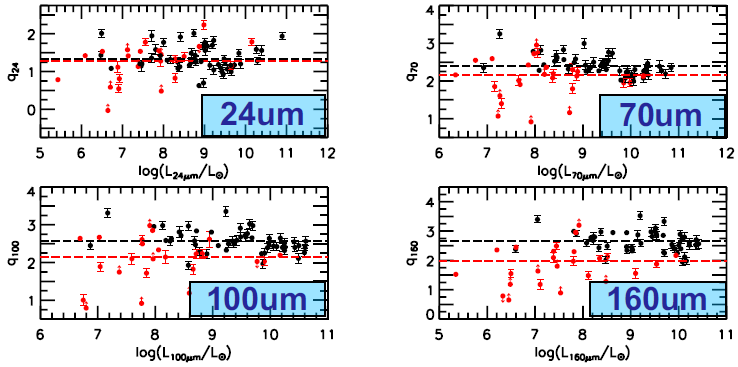 2
1
0
q24
24um
5 6 7 8 9 10 11 12
log(L24μm/L⊙)
4
3
2
1
q70
70um
5 6 7 8 9 10 11 12
log(L70μm/L⊙)
4
3
2
1
q100
100um
6 7 8 9 10 11
log(L100μm/L⊙)
4
3
2
1
0
q160
160um
5 6 7 8 9 10 11
log(L160μm/L⊙)